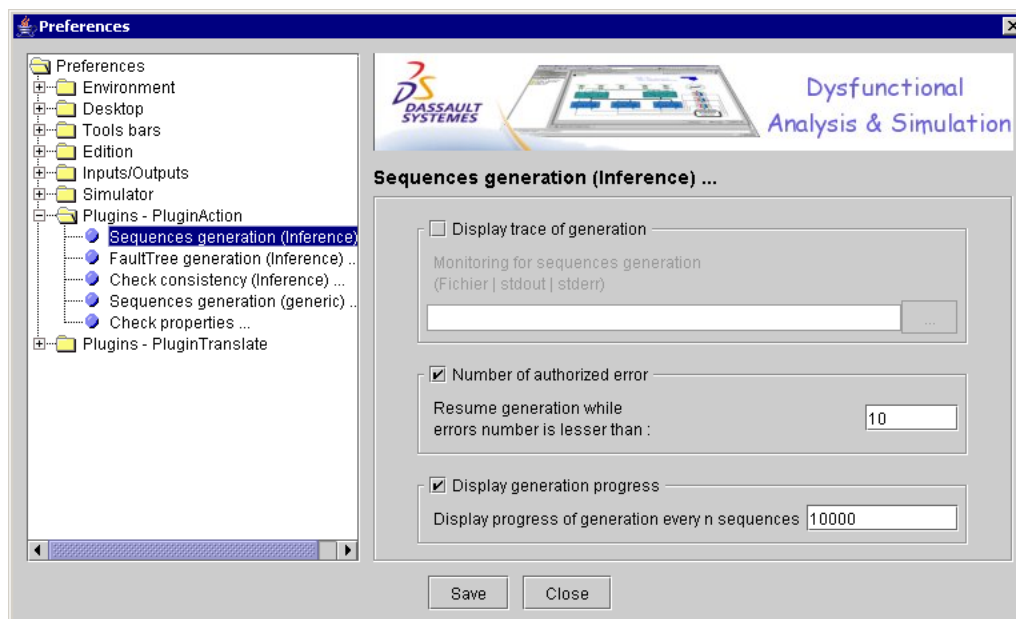 Preferences
Preferences
Environment
Desktop
Tools bars
Edition
Inputs/Outputs
Simulator
Plugins - PluginAction
Sequences generation (Inference)
FaultTree generation (Inference) ..
Check consistency (Inference) ...
Sequences generation (generic) ..
Check properties ...
Plugins - PluginTranslate
DASSAULT
SYSTEMES
Dysfunctional
Analysis & Simulation
Sequences generation (Inference) ...
Display trace of generation
Monitoring for sequences generation
(Fichier | stdout | stderr)
...
Number of authorized error
Resume generation while
errors number is lesser than :
10
Display generation progress
Display progress of generation every n sequences 10000
Save Close